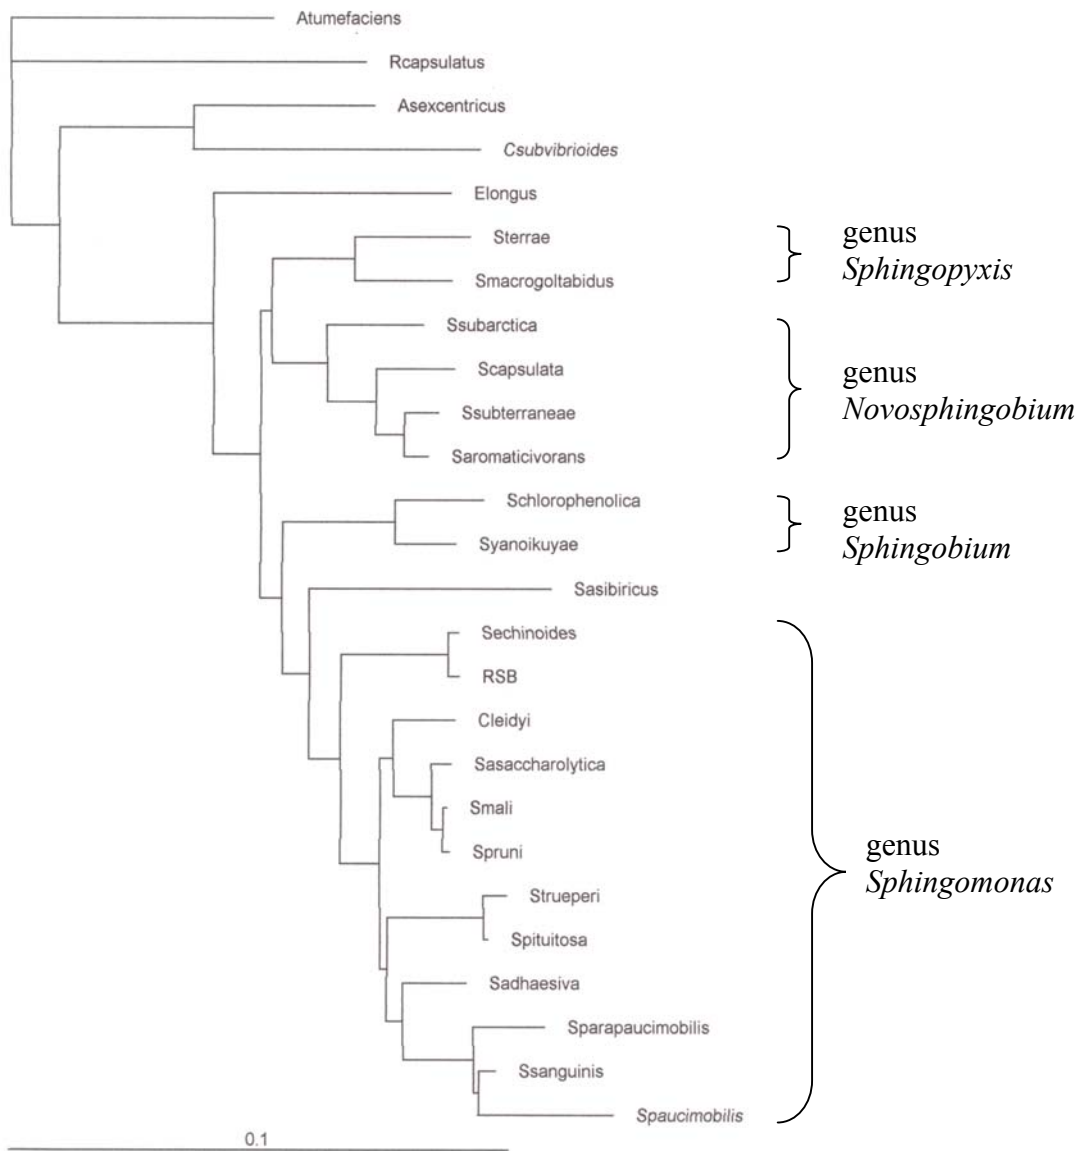 Atumefaciens
Rcapsulatus
Asexcentricus
Csubvibrioides
Elongus
Sterrae
Smacrogoltabidus
genus
Sphingopyxis
Ssubarctica
Scapsulata
Ssubterraneae
Saromaticivorans
genus
Novosphingobium
Schlorophenolica
Syanoikuyae
genus
Sphingobium
Sasibiricus
Sechinoides
RSB
Cleidyi
Sasaccharolytica
Smali
Spruni
Strueperi
Spituitosa
Sadhaesiva
Sparapaucimobilis
Ssanguinis
Spaucimobilis
genus
Sphingomonas
0.1